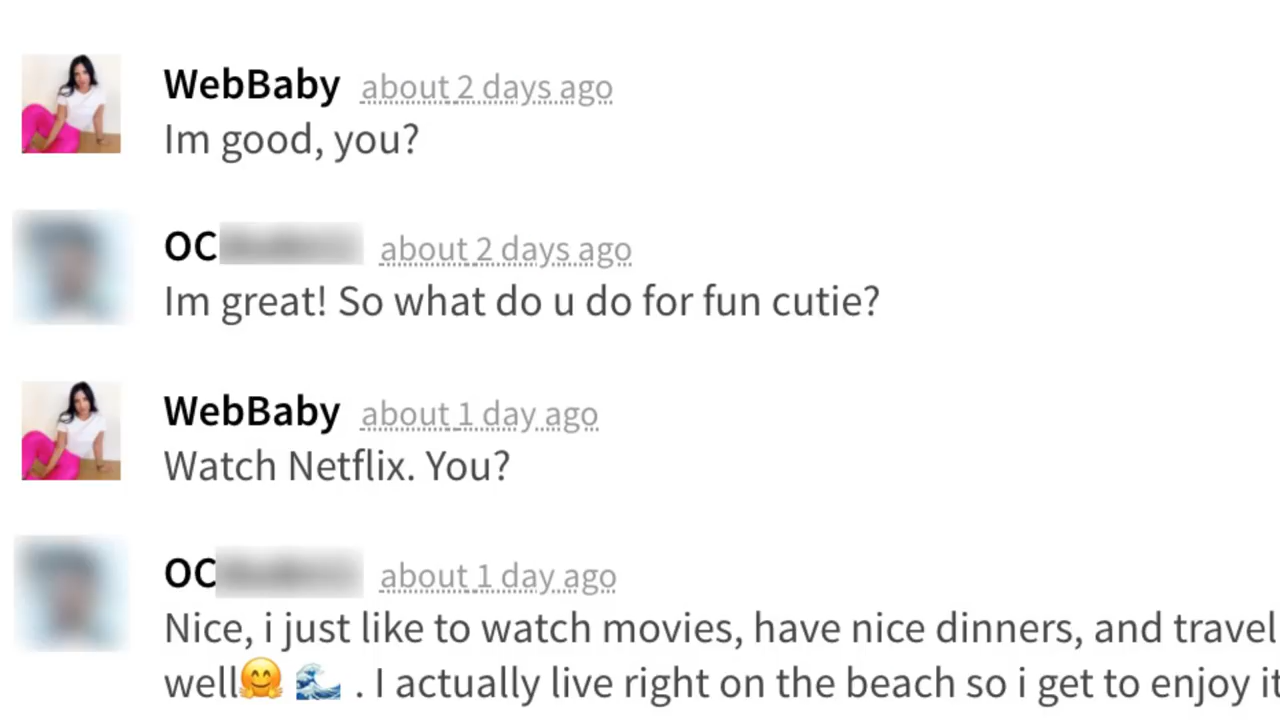 WebBaby about 2 days ago
Im good, you?
OC about 2 days ago
Im great! So what do u do for fun cutie?
WebBaby about 1 day ago
Watch Netflix. You?
OC about 1 day ago
Nice, i just like to watch movies, have nice dinners, and travel
well🤗 🌊 . I actually live right on the beach so i get to enjoy it